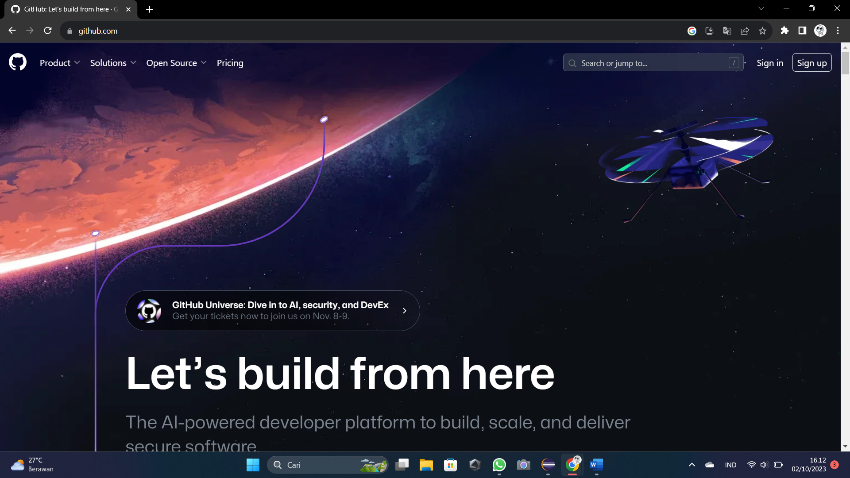 GitHub: Let's build from here · G
github.com
Product
Solutions
Open Source
Pricing
Search or jump to...
/
Sign in
Sign up
GitHub Universe: Dive in to AI, security, and DevEx
Get your tickets now to join us on Nov. 8-9.
Let's build from here
The AI-powered developer platform to build, scale, and deliver
secure software
27°C
Berawan
Cari
IND
16.12
02/10/2023